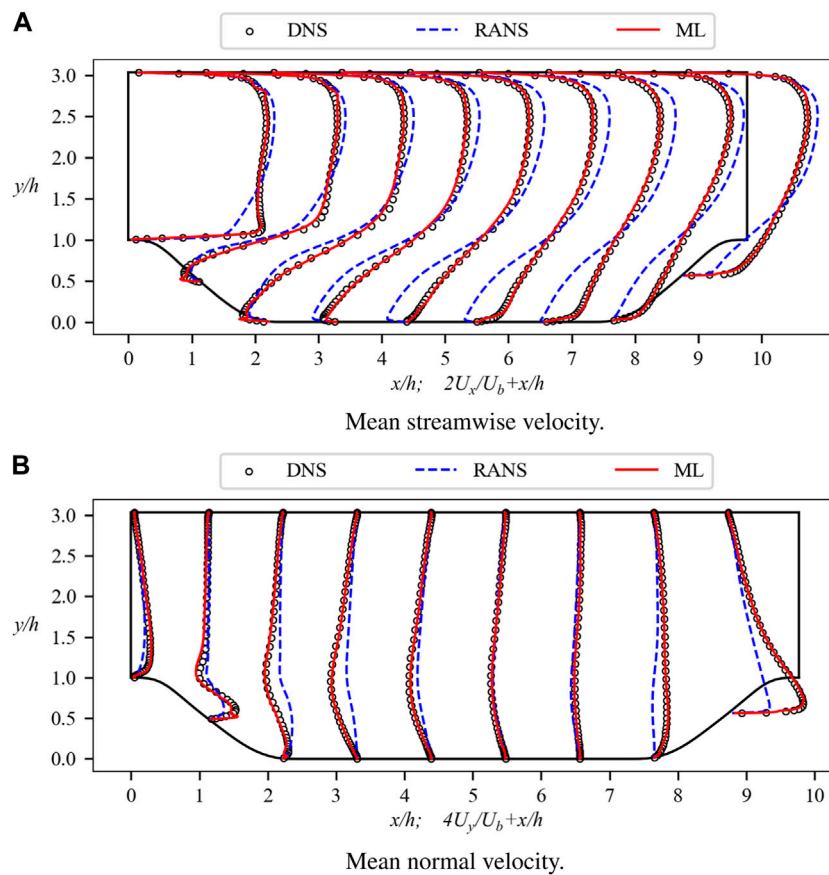 A
DNS RANS ML
3.0
2.5
2.0
y/h
1.5
1.0
0.5
0.0
0 1 2 3 4 5 6 7 8 9 10
x/h; 2U_x/U_b+x/h
Mean streamwise velocity.
B
DNS RANS ML
3.0
2.5
2.0
y/h
1.5
1.0
0.5
0.0
0 1 2 3 4 5 6 7 8 9 10
x/h; 4U_y/U_b+x/h
Mean normal velocity.